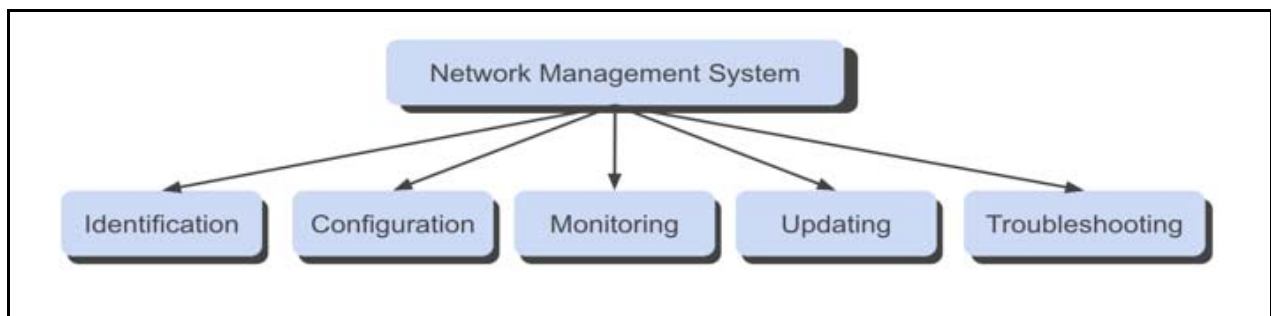 Network Management System
Identification
Configuration
Monitoring
Updating
Troubleshooting